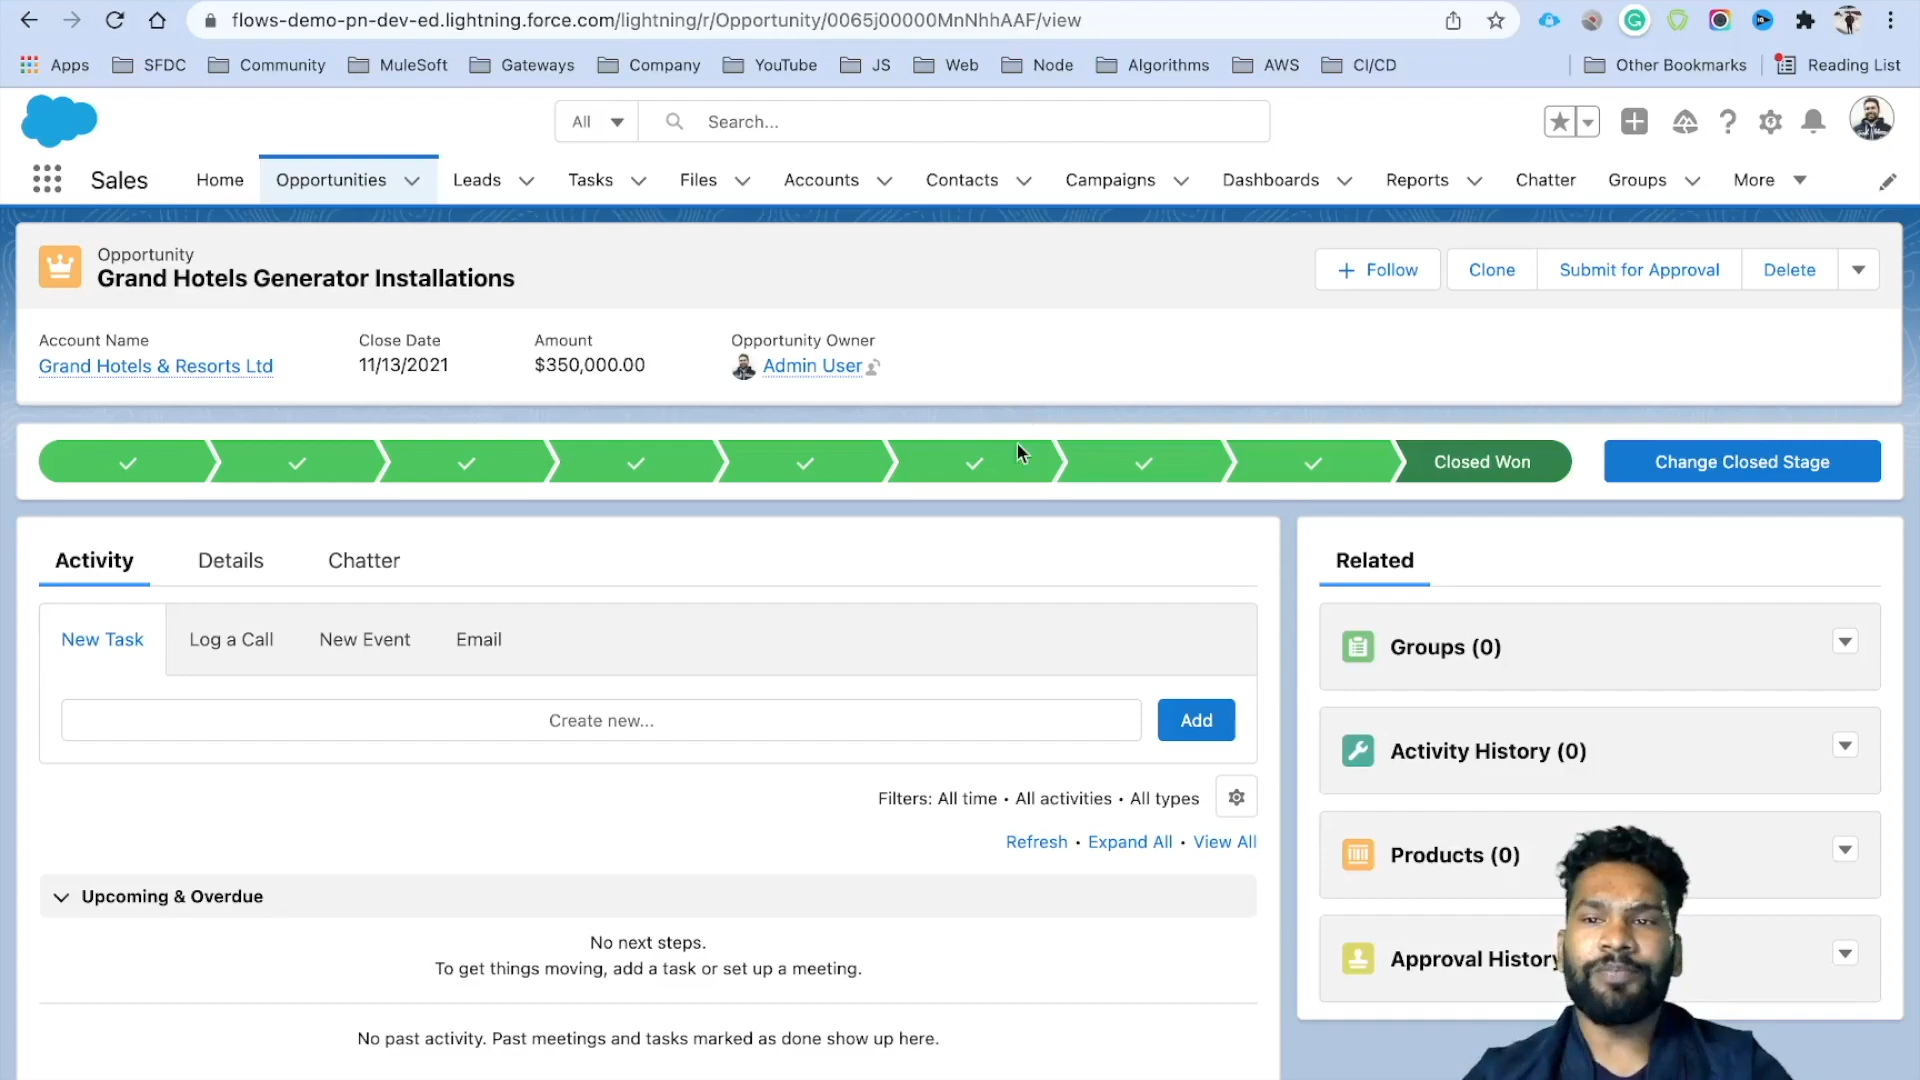 flows-demo-pn-dev-ed.lightning.force.com/lightning/r/Opportunity/0065j00000MnNhhAAF/view
Apps SFDC Community MuleSoft Gateways Company YouTube JS Web Node Algorithms AWS CI/CD Other Bookmarks Reading List
All Search...
Sales Home Opportunities Leads Tasks Files Accounts Contacts Campaigns Dashboards Reports Chatter Groups More
Opportunity
Grand Hotels Generator Installations
Follow Clone Submit for Approval Delete
Account Name Close Date Amount Opportunity Owner
Grand Hotels & Resorts Ltd 11/13/2021 $350,000.00 Admin User
Closed Won Change Closed Stage
Activity Details Chatter
New Task Log a Call New Event Email
Create new... Add
Filters: All time • All activities • All types
Refresh • Expand All • View All
Upcoming & Overdue
No next steps.
To get things moving, add a task or set up a meeting.
No past activity. Past meetings and tasks marked as done show up here.
Related
Groups (0)
Activity History (0)
Products (0)
Approval History